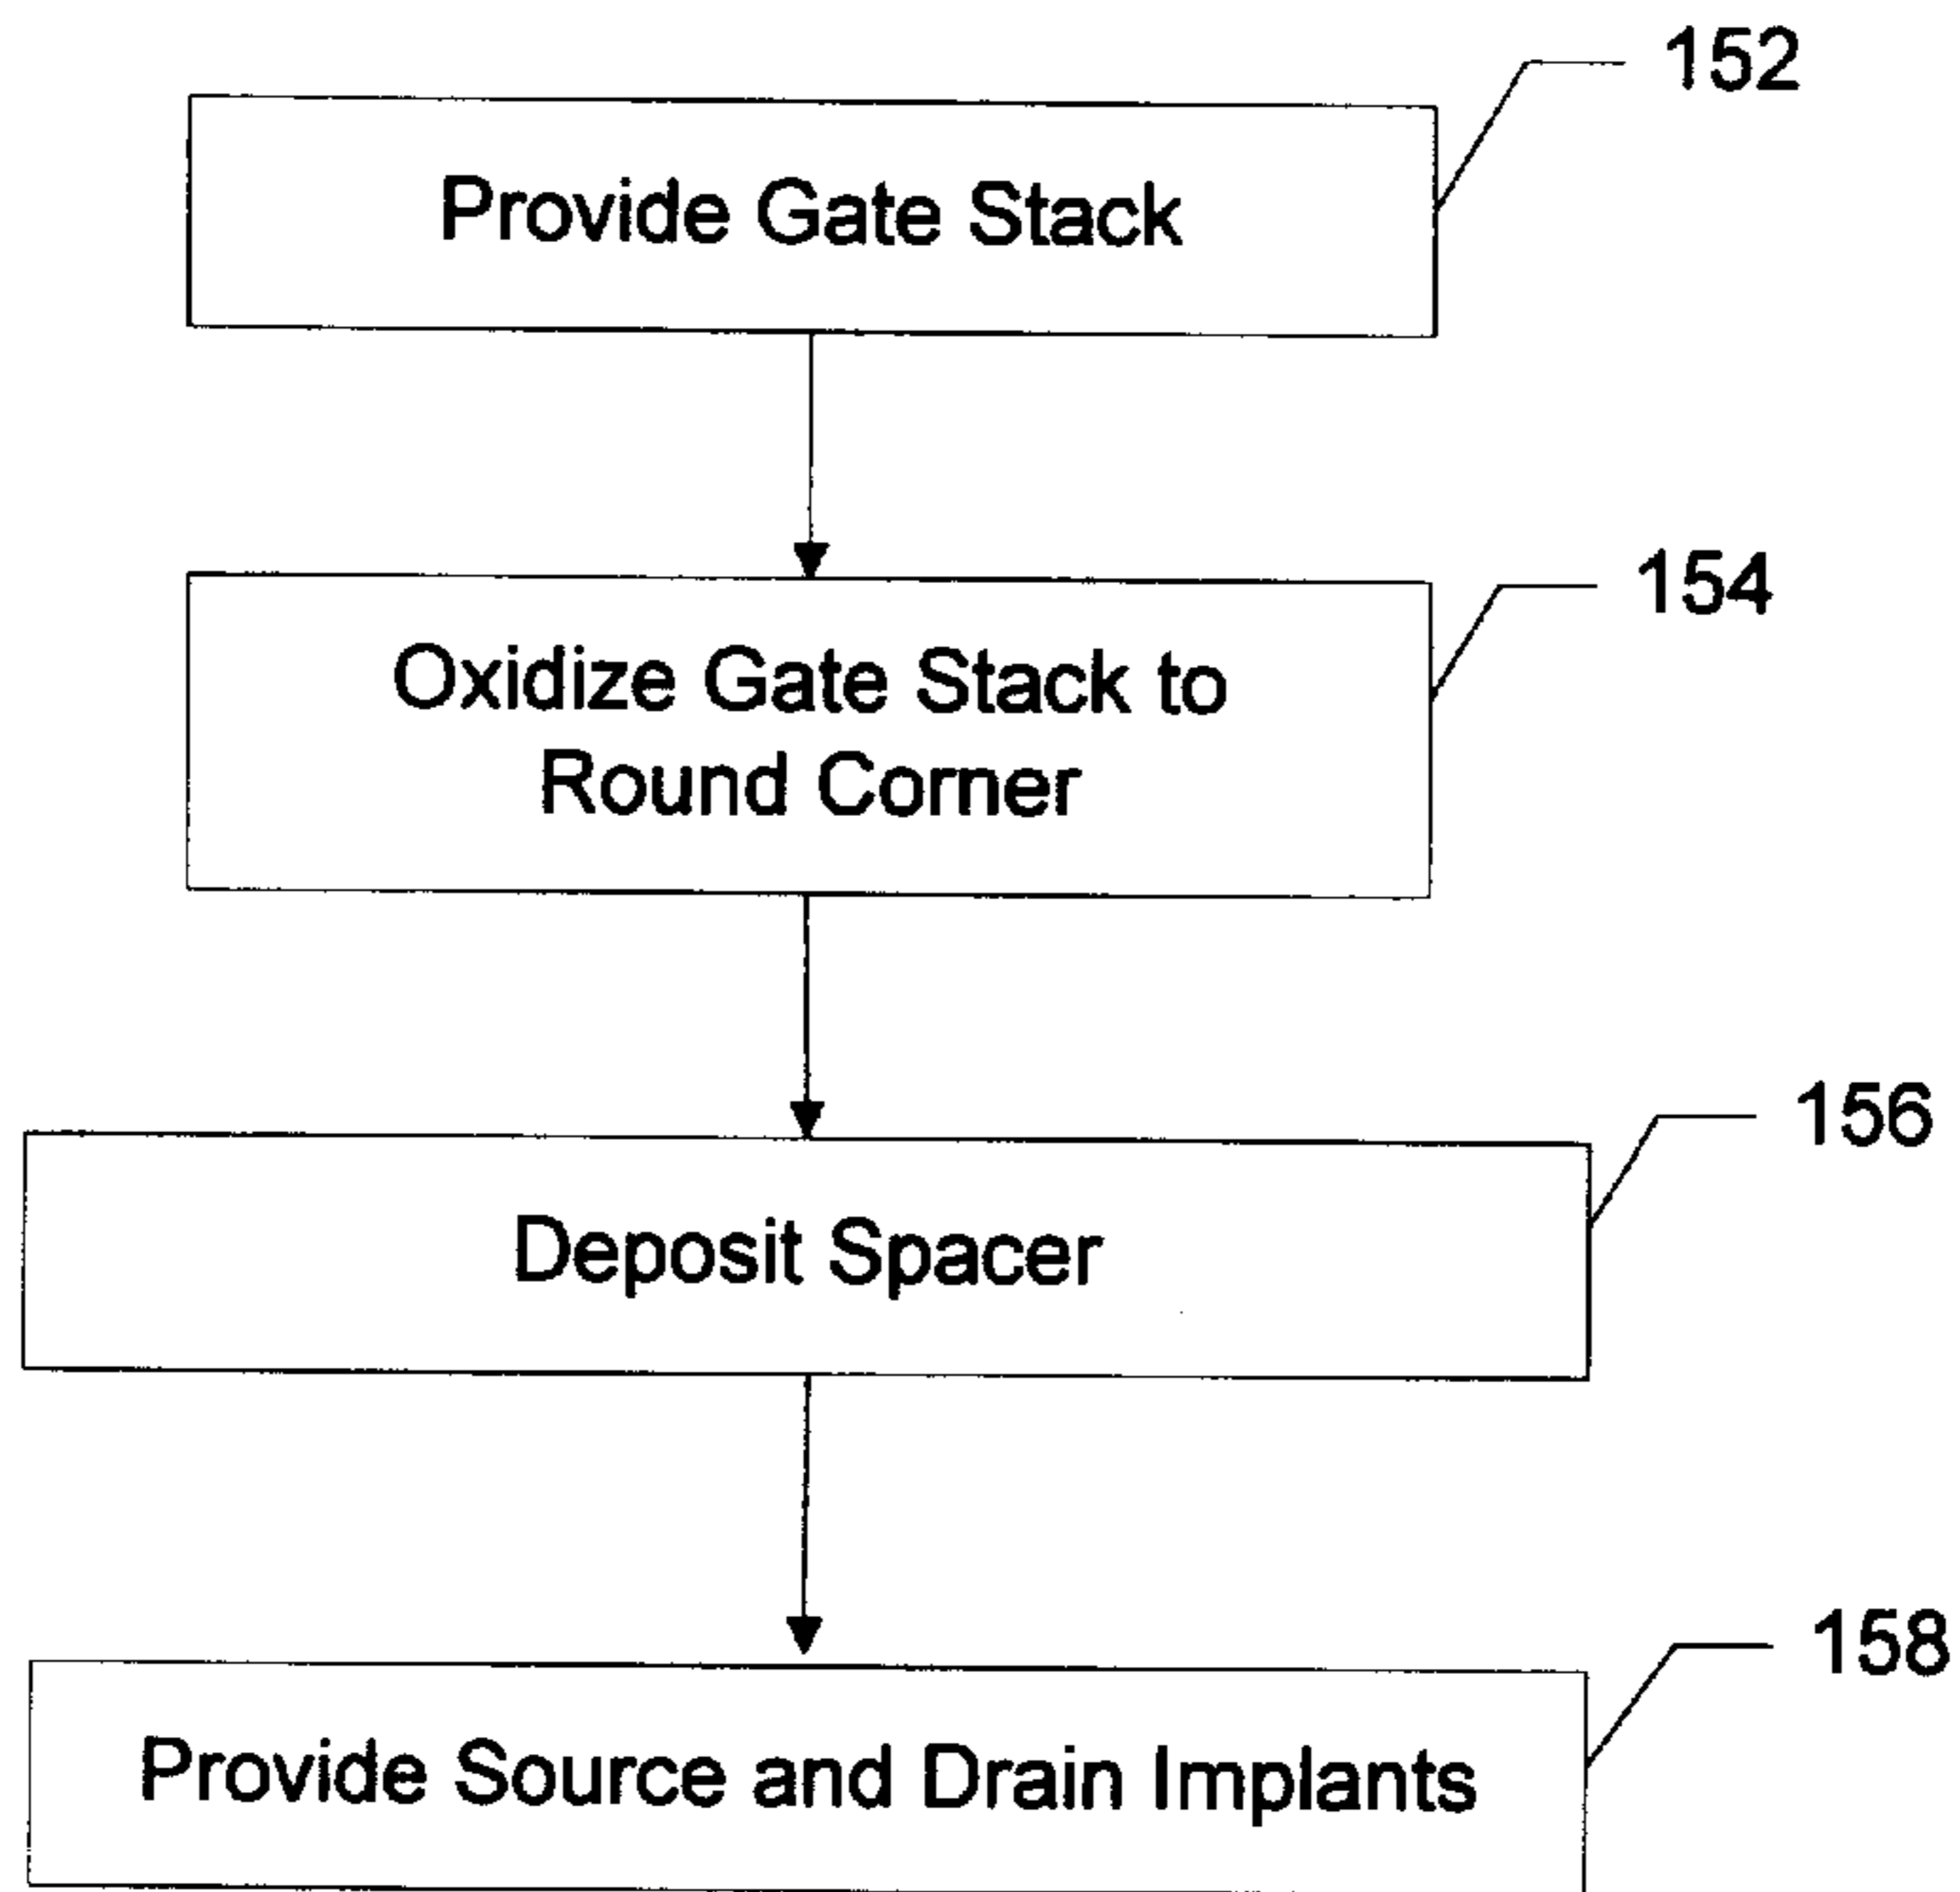 152
Provide Gate Stack
154
Oxidize Gate Stack to
Round Corner
156
Deposit Spacer
158
Provide Source and Drain Implants